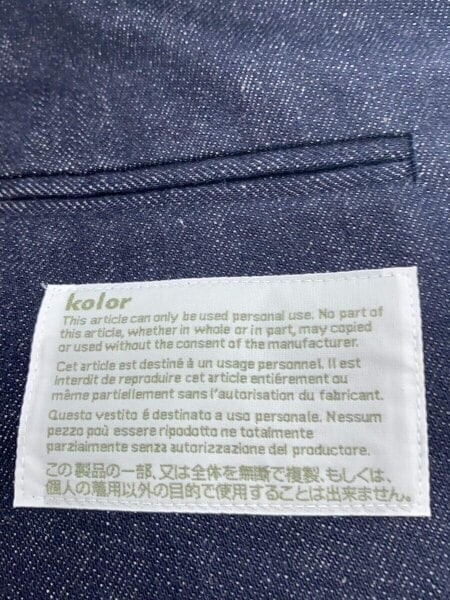 kolor
This article can only be used personal use. No part of
this article, whether in whole or in part, may copied
or used without the consent of the manufacturer.
Cet article est destiné à un usage personnel. Il est
interdit de reproduire cet article entiérement ou
même partiellement sans l'autorisation du fabricant.
Questo vestito é destinato a uso personale. Nessum
pezzo paú essere ripodotto ne totalmente
parzialmente senza autorizzazione del productore.
この製品の一部、又は全体を無断で複製、もしくは、
個人の着用以外の目的で使用することは出来ません。